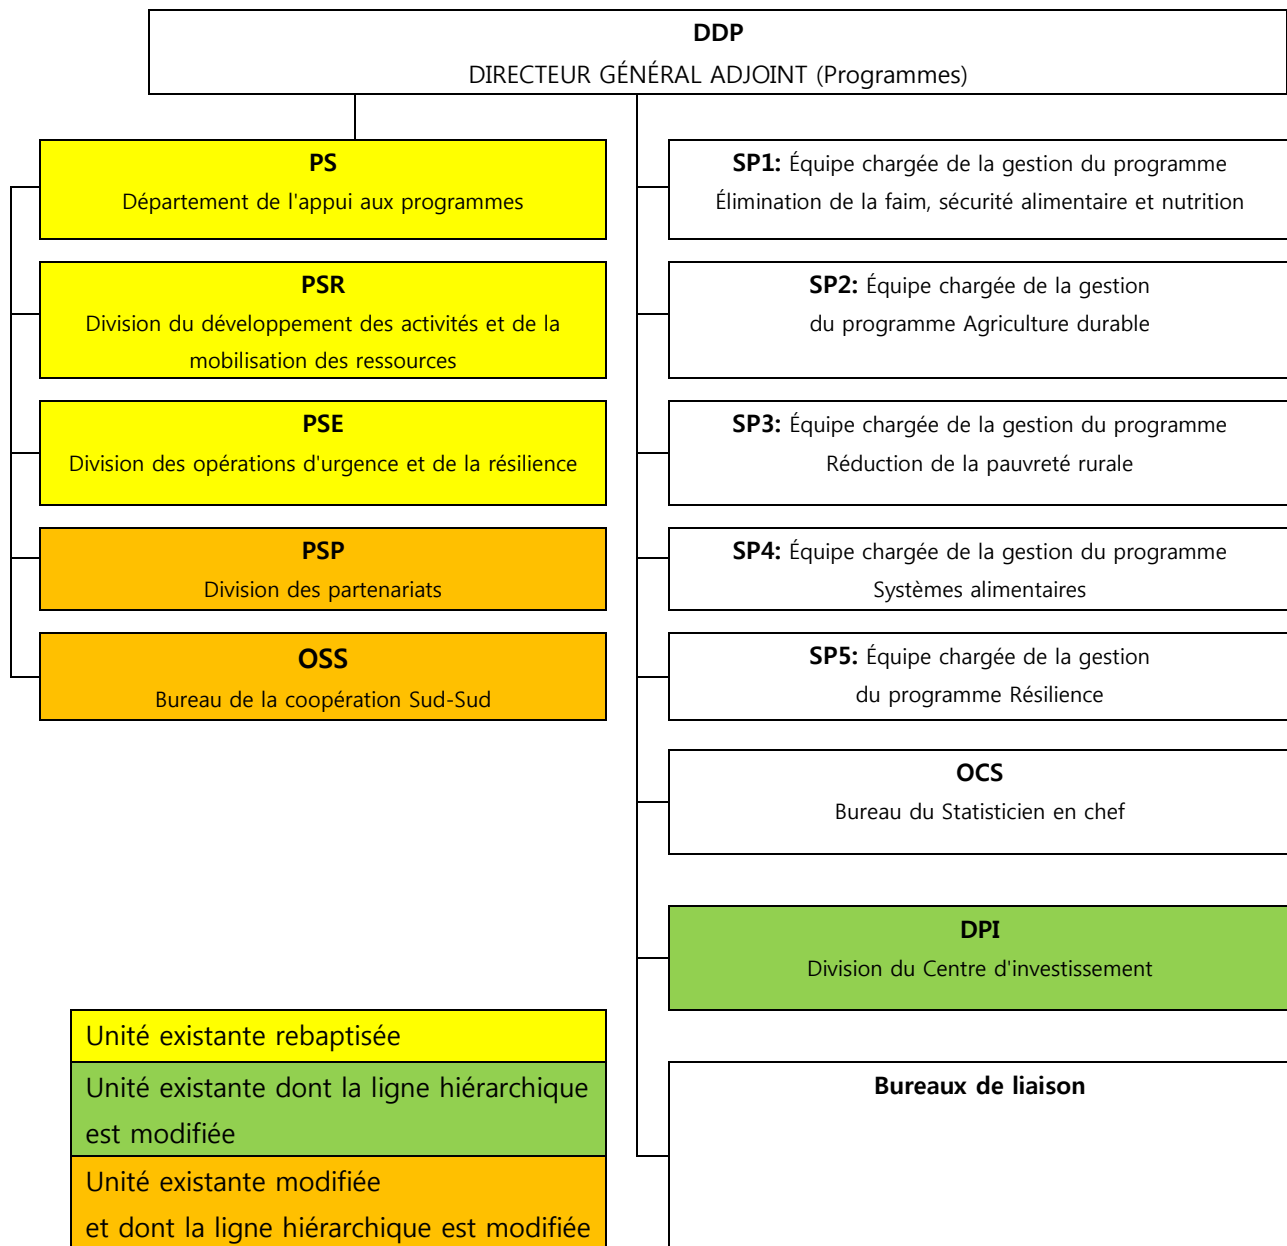 DDP
DIRECTEUR GÉNÉRAL ADJOINT (Programmes)
PS
Département de l'appui aux programmes
PSR
Division du développement des activités et de la
mobilisation des ressources
PSE
Division des opérations d'urgence et de la résilience
PSP
Division des partenariats
OSS
Bureau de la coopération Sud-Sud
SP1: Équipe chargée de la gestion du programme
Élimination de la faim, sécurité alimentaire et nutrition
SP2: Équipe chargée de la gestion
du programme Agriculture durable
SP3: Équipe chargée de la gestion du programme
Réduction de la pauvreté rurale
SP4: Équipe chargée de la gestion du programme
Systèmes alimentaires
SP5: Équipe chargée de la gestion
du programme Résilience
OCS
Bureau du Statisticien en chef
DPI
Division du Centre d'investissement
Bureaux de liaison
Unité existante rebaptisée
Unité existante dont la ligne hiérarchique
est modifiée
Unité existante modifiée
et dont la ligne hiérarchique est modifiée